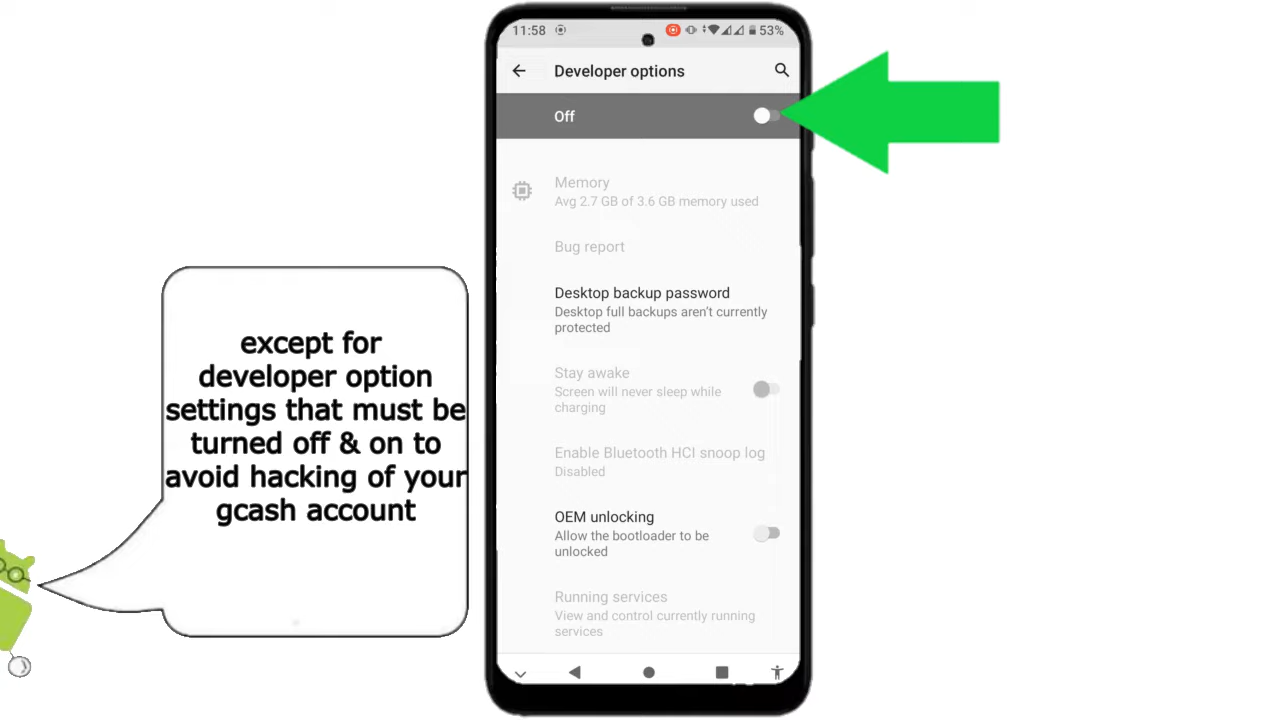 11:58
53%
Developer options
Off
Memory
Avg 2.7 GB of 3.6 GB memory used
Bug report
Desktop backup password
Desktop full backups aren't currently
protected
Stay awake
Screen will never sleep while
charging
Enable Bluetooth HCI snoop log
Disabled
OEM unlocking
Allow the bootloader to be
unlocked
Running services
View and control currently running
services
except for
developer option
settings that must be
turned off & on to
avoid hacking of your
gcash account